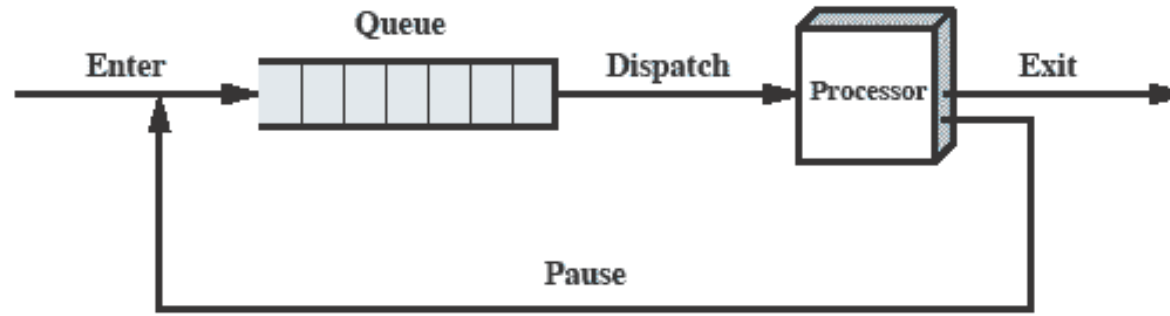 Queue
Enter
Dispatch
Processor
Exit
Pause